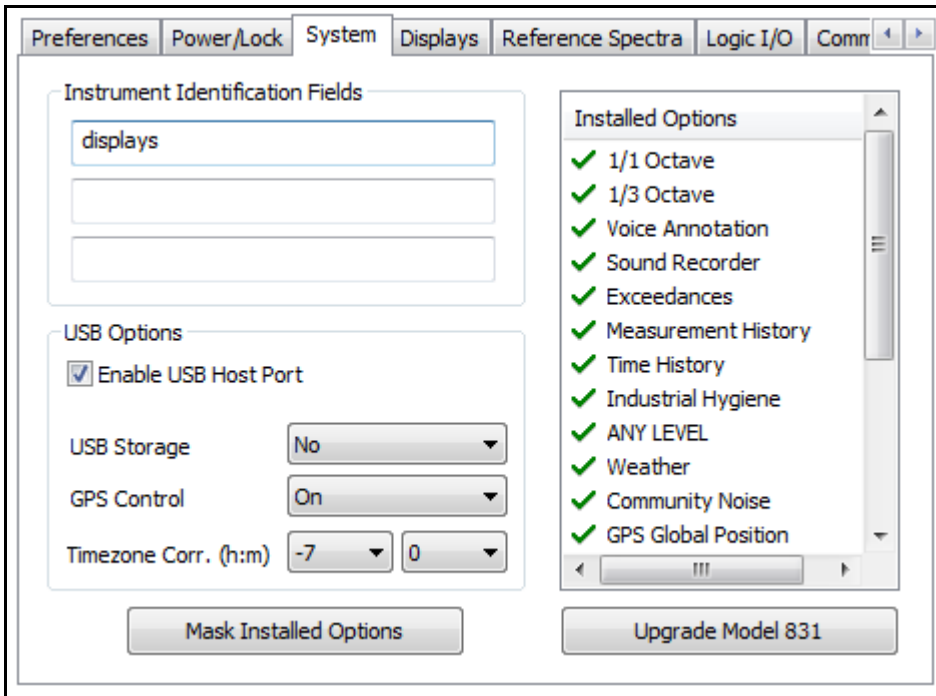 Preferences Power/Lock System Displays Reference Spectra Logic I/O Comm
Instrument Identification Fields
displays
USB Options
Enable USB Host Port
USB Storage No
GPS Control On
Timezone Corr. (h:m) -7 0
Mask Installed Options
Installed Options
1/1 Octave
1/3 Octave
Voice Annotation
Sound Recorder
Exceedances
Measurement History
Time History
Industrial Hygiene
ANY LEVEL
Weather
Community Noise
GPS Global Position
Upgrade Model 831